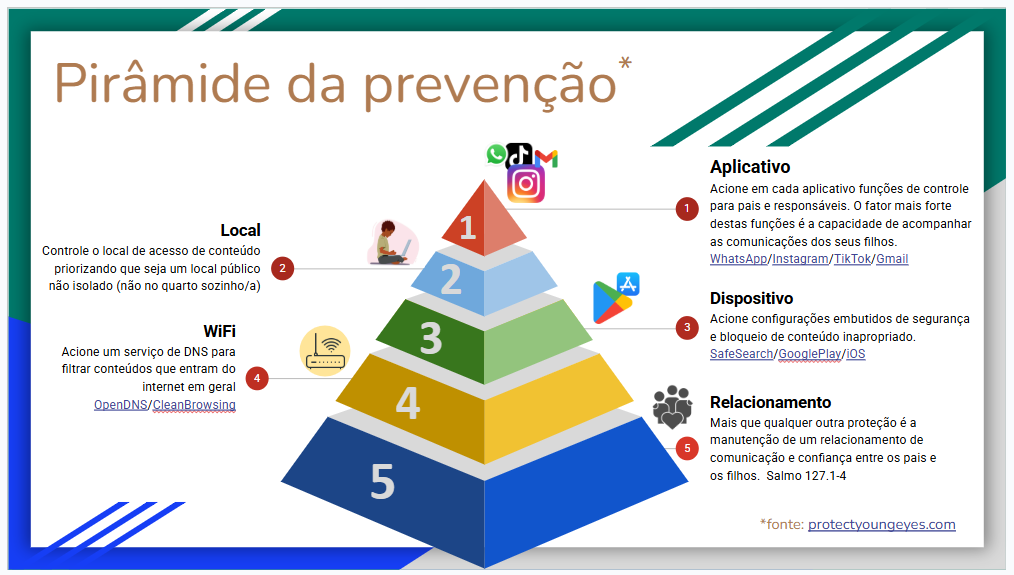 Pirâmide da prevenção*
Aplicativo
Acione em cada aplicativo funções de controle
para pais e responsáveis. O fator mais forte
destas funções é a capacidade de acompanhar
as comunicações dos seus filhos.
WhatsApp/Instagram/TikTok/Gmail
1
1
Local
Controle o local de acesso de conteúdo
priorizando que seja um local público
não isolado (não no quarto sozinho/a)
2
2
Dispositivo
Acione configurações embutidos de segurança
e bloqueio de conteúdo inapropriado.
SafeSearch/GooglePlay/iOS
3
3
WiFi
Acione um serviço de DNS para
filtrar conteúdos que entram do
internet em geral
OpenDNS/CleanBrowsing
4
4
Relacionamento
Mais que qualquer outra proteção é a
manutenção de um relacionamento de
comunicação e confiança entre os pais e
os filhos. Salmo 127.1-4
5
5
*fonte: protectyoungeyes.com